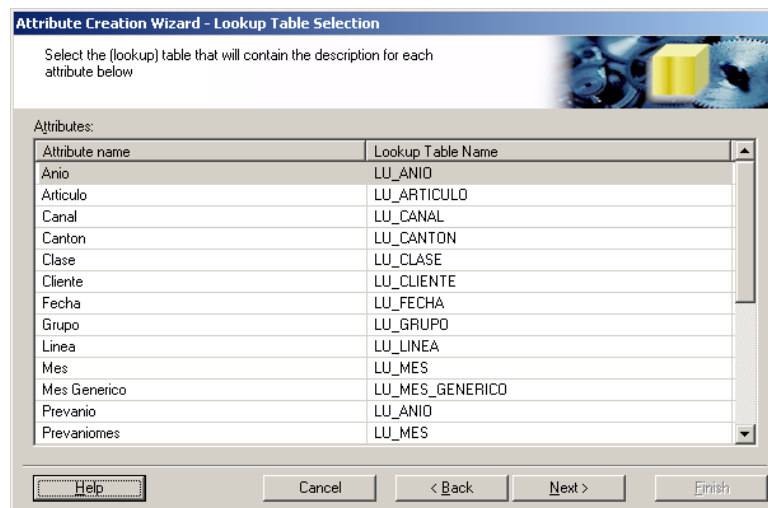 Attribute Creation Wizard - Lookup Table Selection
Select the (lookup) table that will contain the description for each
attribute below
Attributes:
Attribute name Lookup Table Name
Anio LU_ANIO
Articulo LU_ARTICULO
Canal LU_CANAL
Canton LU_CANTON
Clase LU_CLASE
Cliente LU_CLIENTE
Fecha LU_FECHA
Grupo LU_GRUPO
Linea LU_LINEA
Mes LU_MES
Mes Generico LU_MES_GENERICO
Prevanio LU_ANIO
Prevaniomes LU_MES
Help Cancel < Back Next > Finish